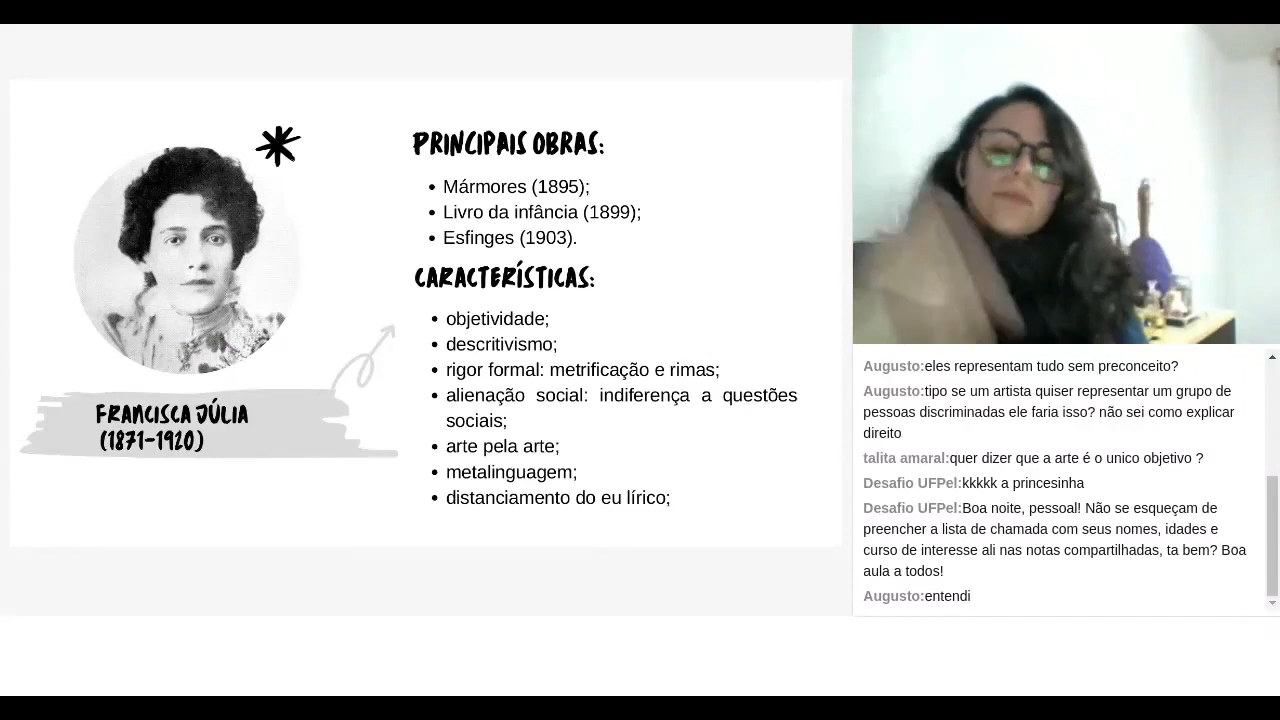 PRINCIPAIS OBRAS:
• Mármores (1895);
• Livro da infância (1899);
• Esfinges (1903).
CARACTERÍSTICAS:
• objetividade;
• descritivismo;
• rigor formal: metrificação e rimas;
• alienação social: indiferença a questões
sociais;
• arte pela arte;
• metalinguagem;
• distanciamento do eu lírico;
FRANCISCA JÚLIA
(1871-1920)
Augusto:eles representam tudo sem preconceito?
Augusto:tipo se um artista quiser representar um grupo de
pessoas discriminadas ele faria isso? não sei como explicar
direito
talita amaral:quer dizer que a arte é o unico objetivo ?
Desafio UFPel:kkkkk a princesinha
Desafio UFPel:Boa noite, pessoal! Não se esqueçam de
preencher a lista de chamada com seus nomes, idades e
curso de interesse ali nas notas compartilhadas, ta bem? Boa
aula a todos!
Augusto:entendi